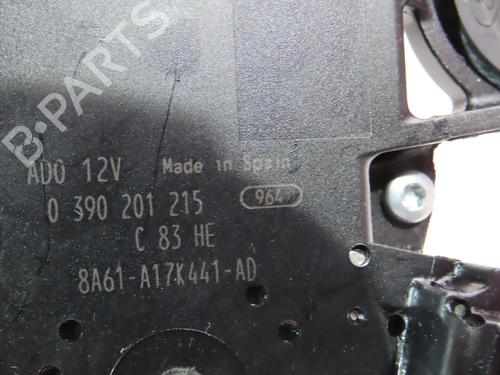 B-PARTS
ADO 12V Made in Spain
0 390 201 215 964
C 83 HE
8A61-A17K441-AD